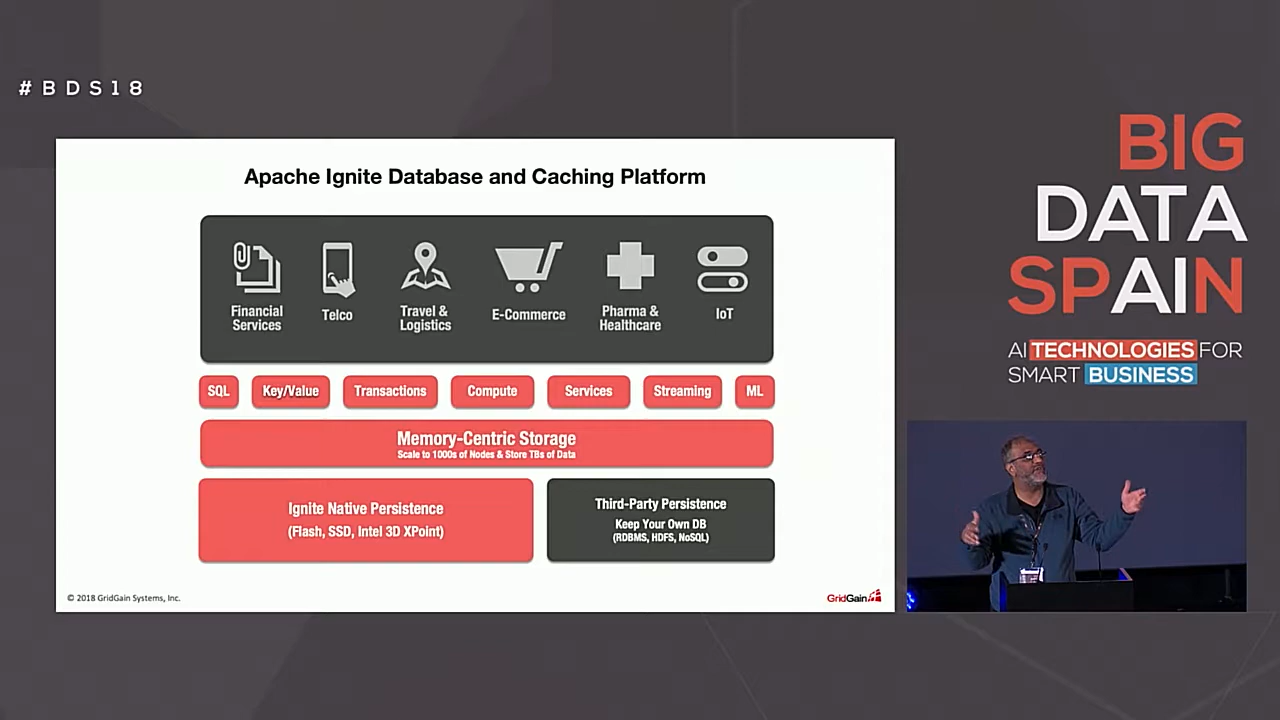 #BDS18
Apache Ignite Database and Caching Platform
Financial
Services
Telco
Travel &
Logistics
E-Commerce
Pharma &
Healthcare
IoT
SQL
Key/Value
Transactions
Compute
Services
Streaming
ML
Memory-Centric Storage
Scale to 1000s of Nodes & Store TBs of Data
Ignite Native Persistence
(Flash, SSD, Intel 3D XPoint)
Third-Party Persistence
Keep Your Own DB
(RDBMS, HDFS, NoSQL)
© 2018 GridGain Systems, Inc.
GridGain
BIG
DATA
SPAIN
AI TECHNOLOGIES FOR
SMART BUSINESS